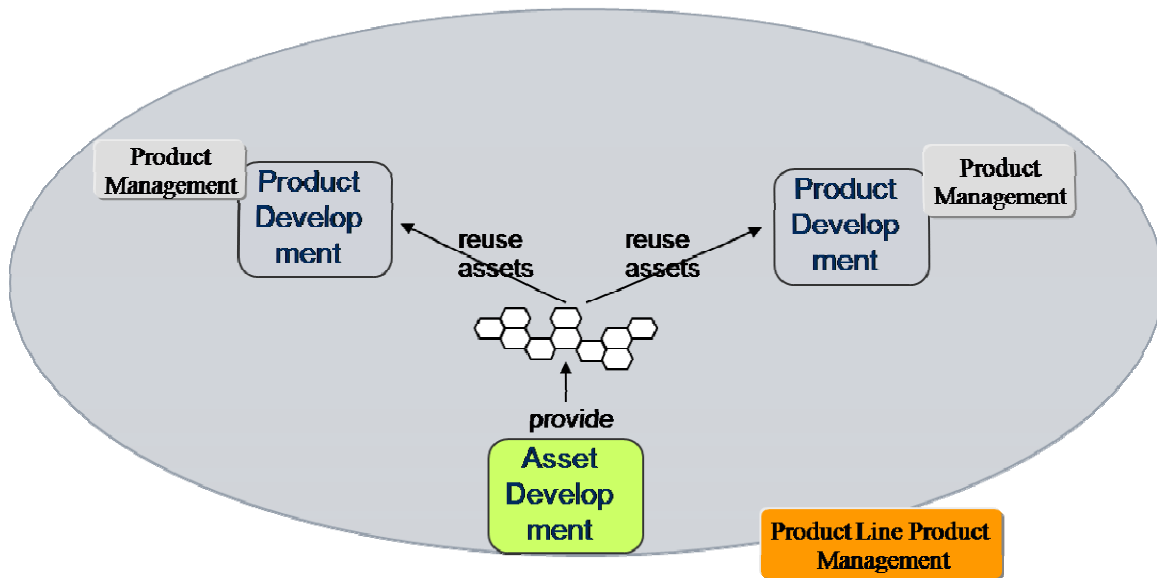 Product
Management
Product
Develop
ment
Product
Management
Product
Develop
ment
reuse
assets
reuse
assets
provide
Asset
Develop
ment
Product Line Product
Management